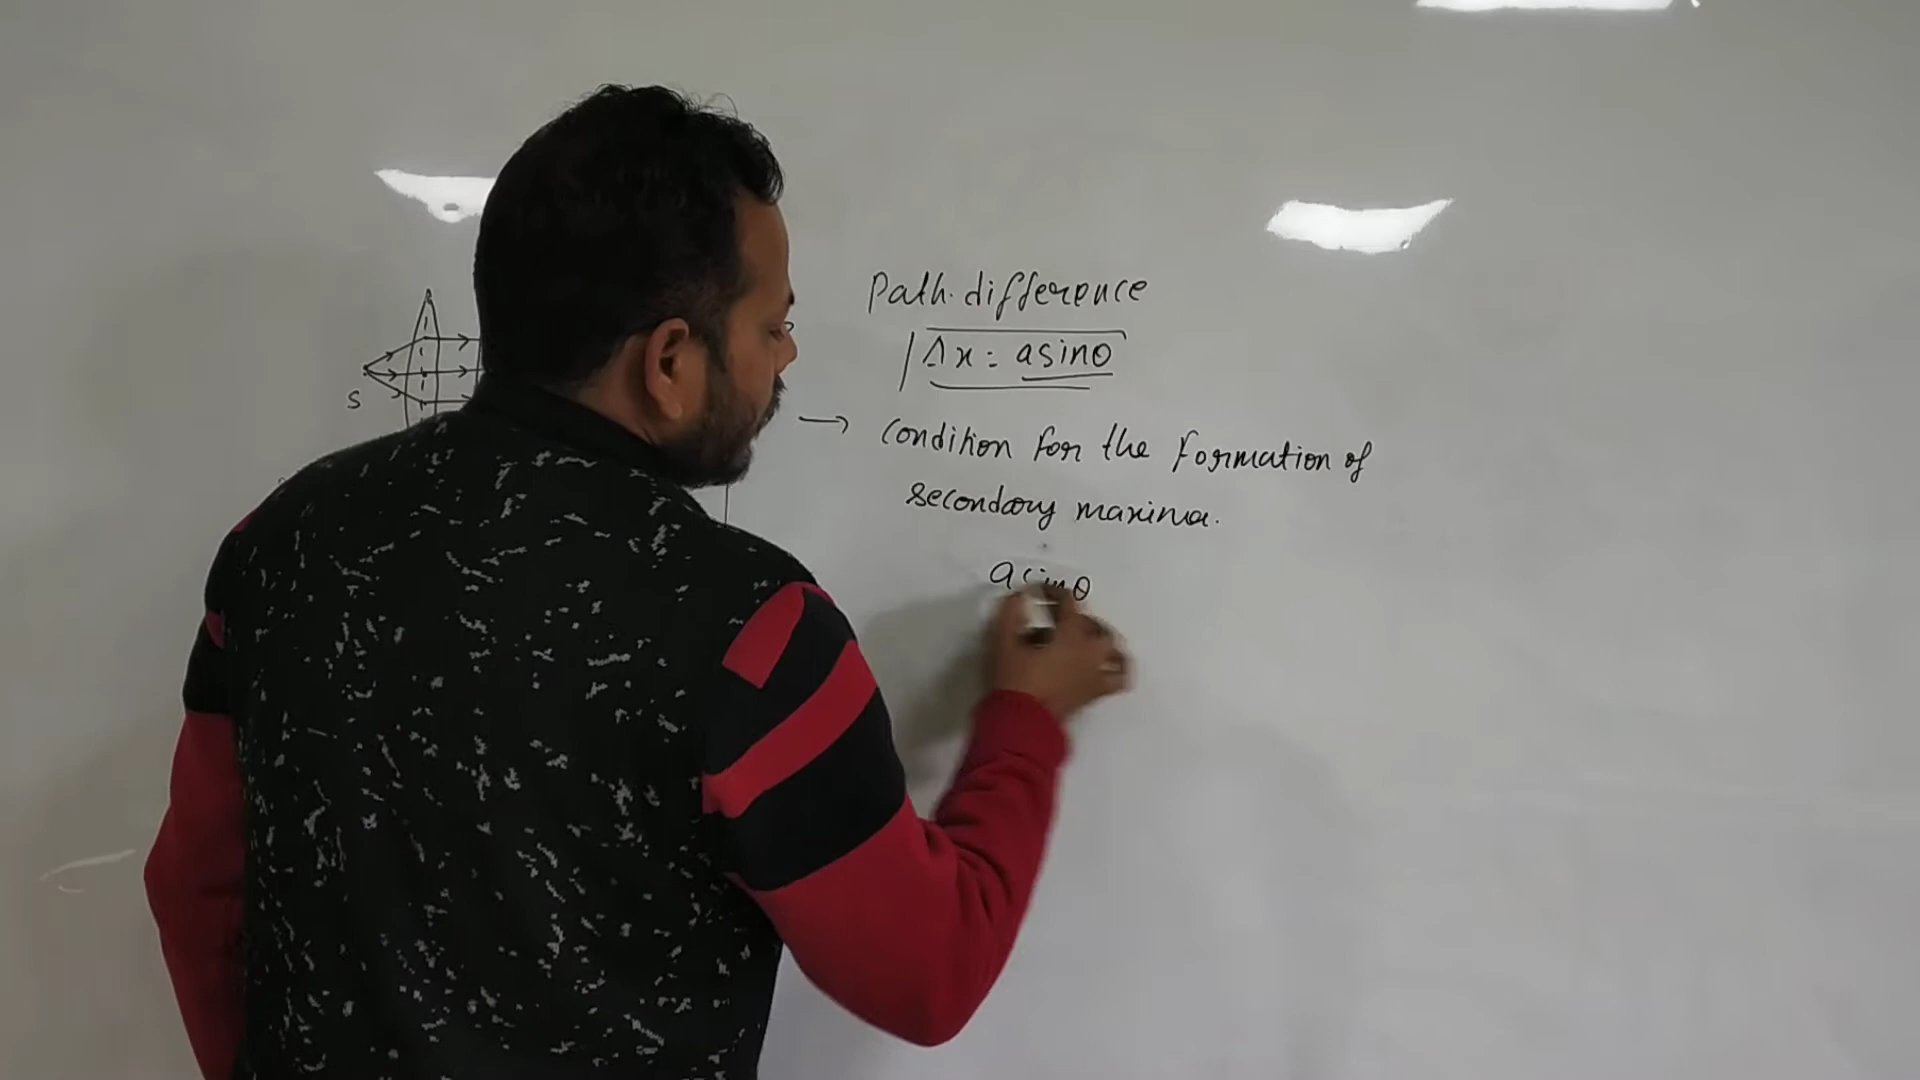 S
Path difference
Δx = asinθ
→ condition for the formation of
secondary maxima.
asinθ